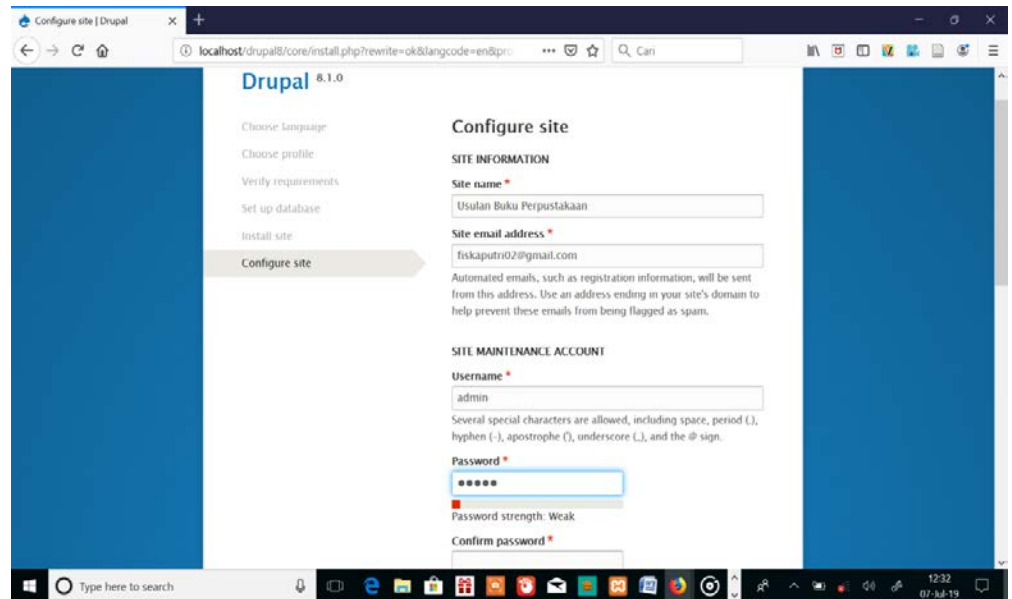 Configure site | Drupal
localhost/drupal8/core/install.php?rewrite=ok&langcode=en&pro
Cari
Drupal 8.1.0
Choose language
Choose profile
Verify requirements
Set up database
Install site
Configure site
Configure site
SITE INFORMATION
Site name *
Usulan Buku Perpustakaan
Site email address *
fiskaputri02@gmail.com
Automated emails, such as registration information, will be sent
from this address. Use an address ending in your site's domain to
help prevent these emails from being flagged as spam.
SITE MAINTENANCE ACCOUNT
Username *
admin
Several special characters are allowed, including space, period (.),
hyphen (-), apostrophe ('), underscore (_), and the @ sign.
Password *
•••••
Password strength: Weak
Confirm password *
Type here to search
12:32
07-Jul-19